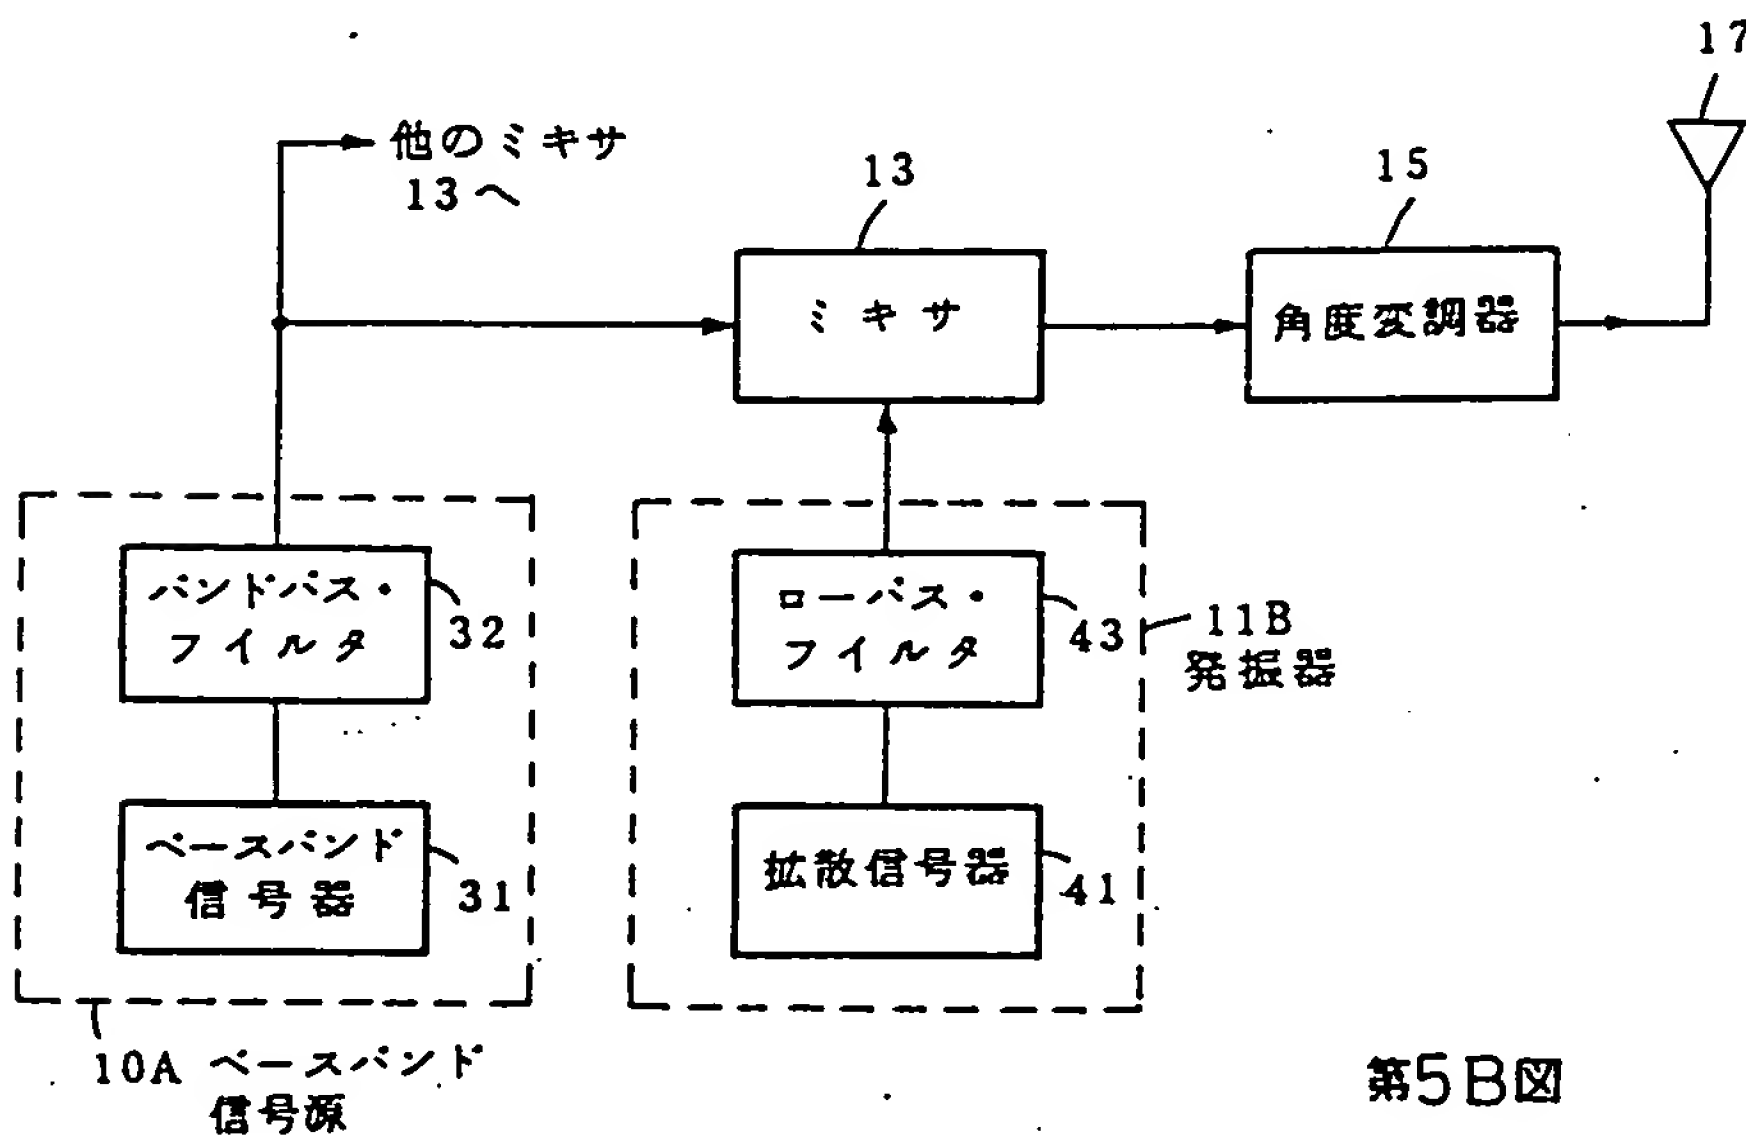 17
他のミキサ
13へ
13
15
ミキサ
角度変調器
バンドパス・
フイルタ
32
ローパス・
フイルタ
43
11B
発振器
ベースバンド
信号器
31
拡散信号器
41
10A ベースバンド
信号源
第5B図